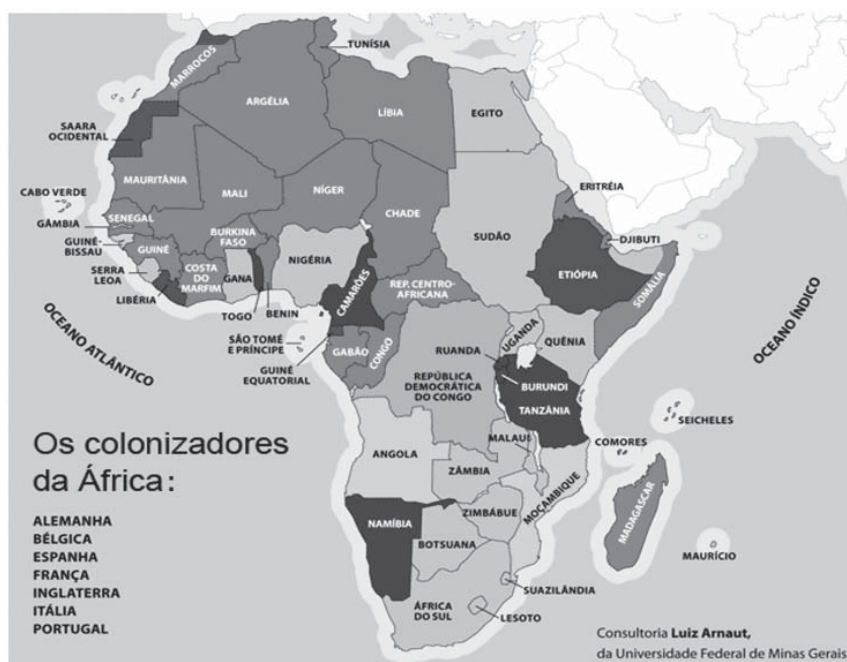 TUNÍSIA
MARROCOS
ARGÉLIA
LÍBIA
EGITO
SAARA
OCIDENTAL
MAURITÂNIA
MALI
NÍGER
CHADE
SUDÃO
ERITRÉIA
CABO VERDE
SENEGAL
GÂMBIA
GUINÉ-
BISSAU
GUINÉ
BURKINA
FASO
DJIBUTI
SERRA
LEOA
COSTA
DO
MARFIM
GANA
NIGÉRIA
CAMARÕES
REP. CENTRO-
AFRICANA
ETIÓPIA
SOMÁLIA
LIBÉRIA
TOGO
BENIN
OCEANO ATLÂNTICO
OCEANO ÍNDICO
SÃO TOMÉ
E PRÍNCIPE
GUINÉ
EQUATORIAL
GABÃO
CONGO
UGANDA
QUÊNIA
RUANDA
REPÚBLICA
DEMOCRÁTICA
DO CONGO
BURUNDI
TANZÂNIA
SEICHELES
COMORES
MALAUÍ
ANGOLA
ZÂMBIA
MOÇAMBIQUE
MADAGASCAR
NAMÍBIA
ZIMBÁBUE
BOTSUANA
MAURÍCIO
SUAZILÂNDIA
ÁFRICA
DO SUL
LESOTO
Os colonizadores
da África:
ALEMANHA
BÉLGICA
ESPANHA
FRANÇA
INGLATERRA
ITÁLIA
PORTUGAL
Consultoria Luiz Arnaut,
da Universidade Federal de Minas Gerais